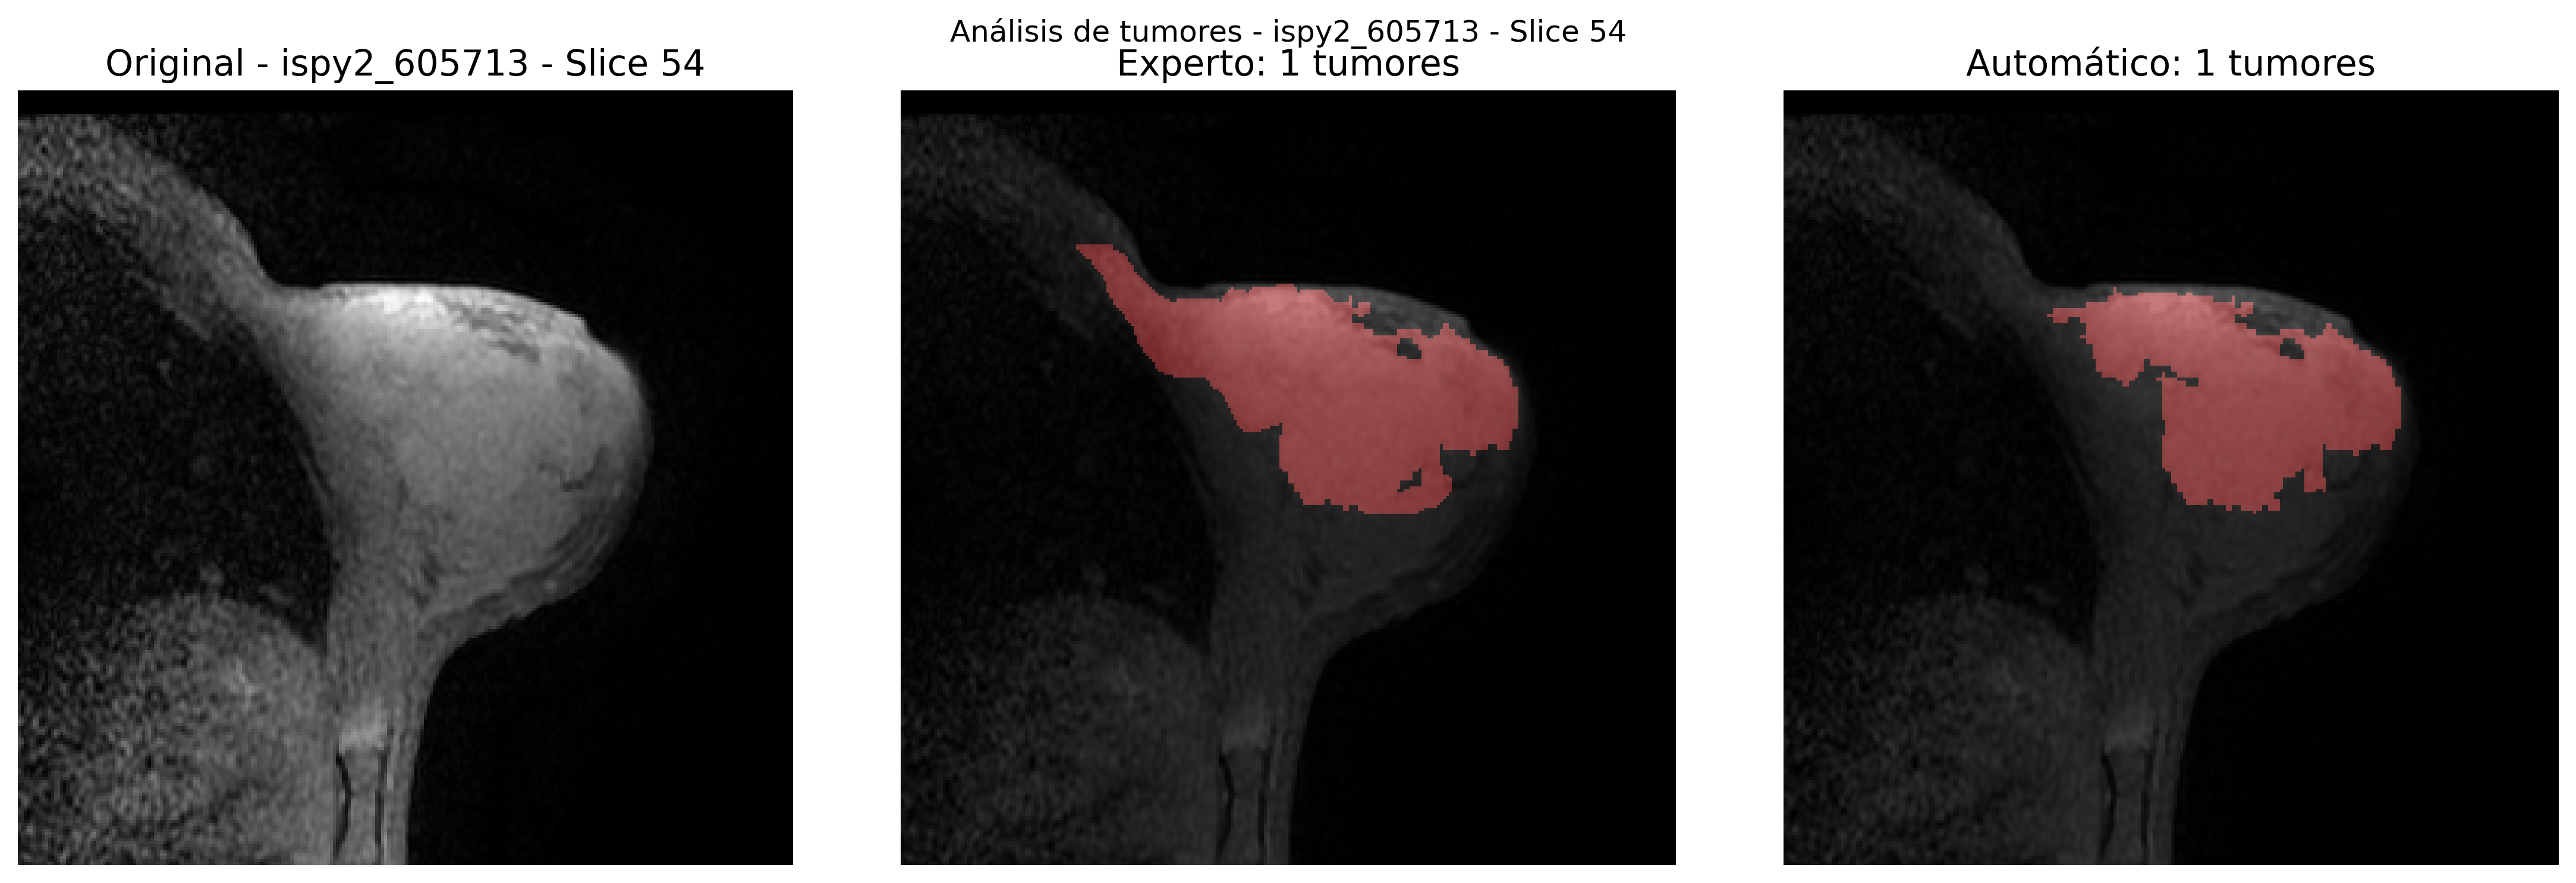 Análisis de tumores - ispy2_605713 - Slice 54
Original - ispy2_605713 - Slice 54
Experto: 1 tumores
Automático: 1 tumores